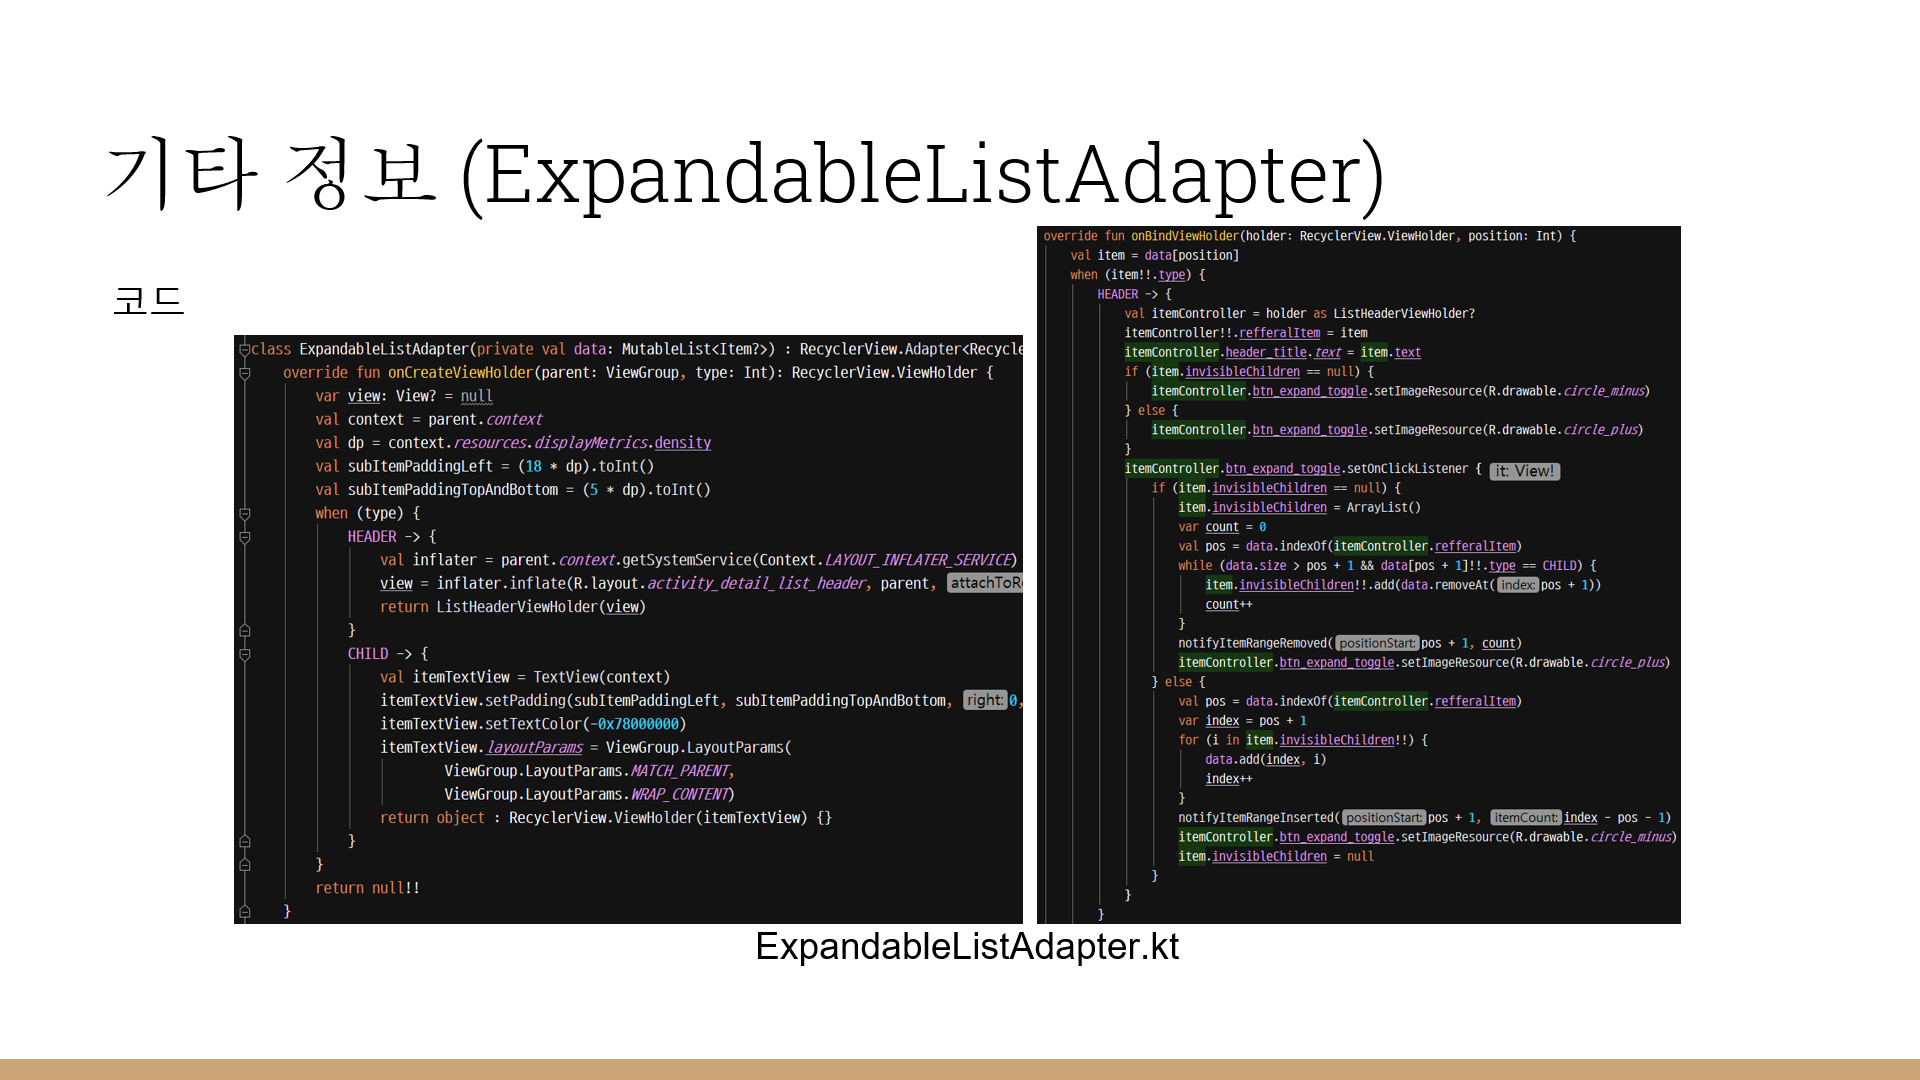 기타 정보 (ExpandableListAdapter)
코드
class ExpandableListAdapter(private val data: MutableList<Item?>) : RecyclerView.Adapter<Recycle
override fun onCreateViewHolder(parent: ViewGroup, type: Int): RecyclerView.ViewHolder {
var view: View? = null
val context = parent.context
val dp = context.resources.displayMetrics.density
val subItemPaddingLeft = (18 * dp).toInt()
val subItemPaddingTopAndBottom = (5 * dp).toInt()
when (type) {
HEADER -> {
val inflater = parent.context.getSystemService(Context.LAYOUT_INFLATER_SERVICE)
view = inflater.inflate(R.layout.activity_detail_list_header, parent, attachToRo
return ListHeaderViewHolder(view)
}
CHILD -> {
val itemTextView = TextView(context)
itemTextView.setPadding(subItemPaddingLeft, subItemPaddingTopAndBottom, right: 0,
itemTextView.setTextColor(-0x78000000)
itemTextView.layoutParams = ViewGroup.LayoutParams(
ViewGroup.LayoutParams.MATCH_PARENT,
ViewGroup.LayoutParams.WRAP_CONTENT)
return object : RecyclerView.ViewHolder(itemTextView) {}
}
}
return null!!
}
override fun onBindViewHolder(holder: RecyclerView.ViewHolder, position: Int) {
val item = data[position]
when (item!!.type) {
HEADER -> {
val itemController = holder as ListHeaderViewHolder?
itemController!!.refferalItem = item
itemController.header_title.text = item.text
if (item.invisibleChildren == null) {
itemController.btn_expand_toggle.setImageResource(R.drawable.circle_minus)
} else {
itemController.btn_expand_toggle.setImageResource(R.drawable.circle_plus)
}
itemController.btn_expand_toggle.setOnClickListener { it: View!
if (item.invisibleChildren == null) {
item.invisibleChildren = ArrayList()
var count = 0
val pos = data.indexOf(itemController.refferalItem)
while (data.size > pos + 1 && data[pos + 1]!!.type == CHILD) {
item.invisibleChildren!!.add(data.removeAt( index: pos + 1))
count++
}
notifyItemRangeRemoved( positionStart: pos + 1, count)
itemController.btn_expand_toggle.setImageResource(R.drawable.circle_plus)
} else {
val pos = data.indexOf(itemController.refferalItem)
var index = pos + 1
for (i in item.invisibleChildren!!) {
data.add(index, i)
index++
}
notifyItemRangeInserted( positionStart: pos + 1, itemCount: index - pos - 1)
itemController.btn_expand_toggle.setImageResource(R.drawable.circle_minus)
item.invisibleChildren = null
}
}
}
ExpandableListAdapter.kt